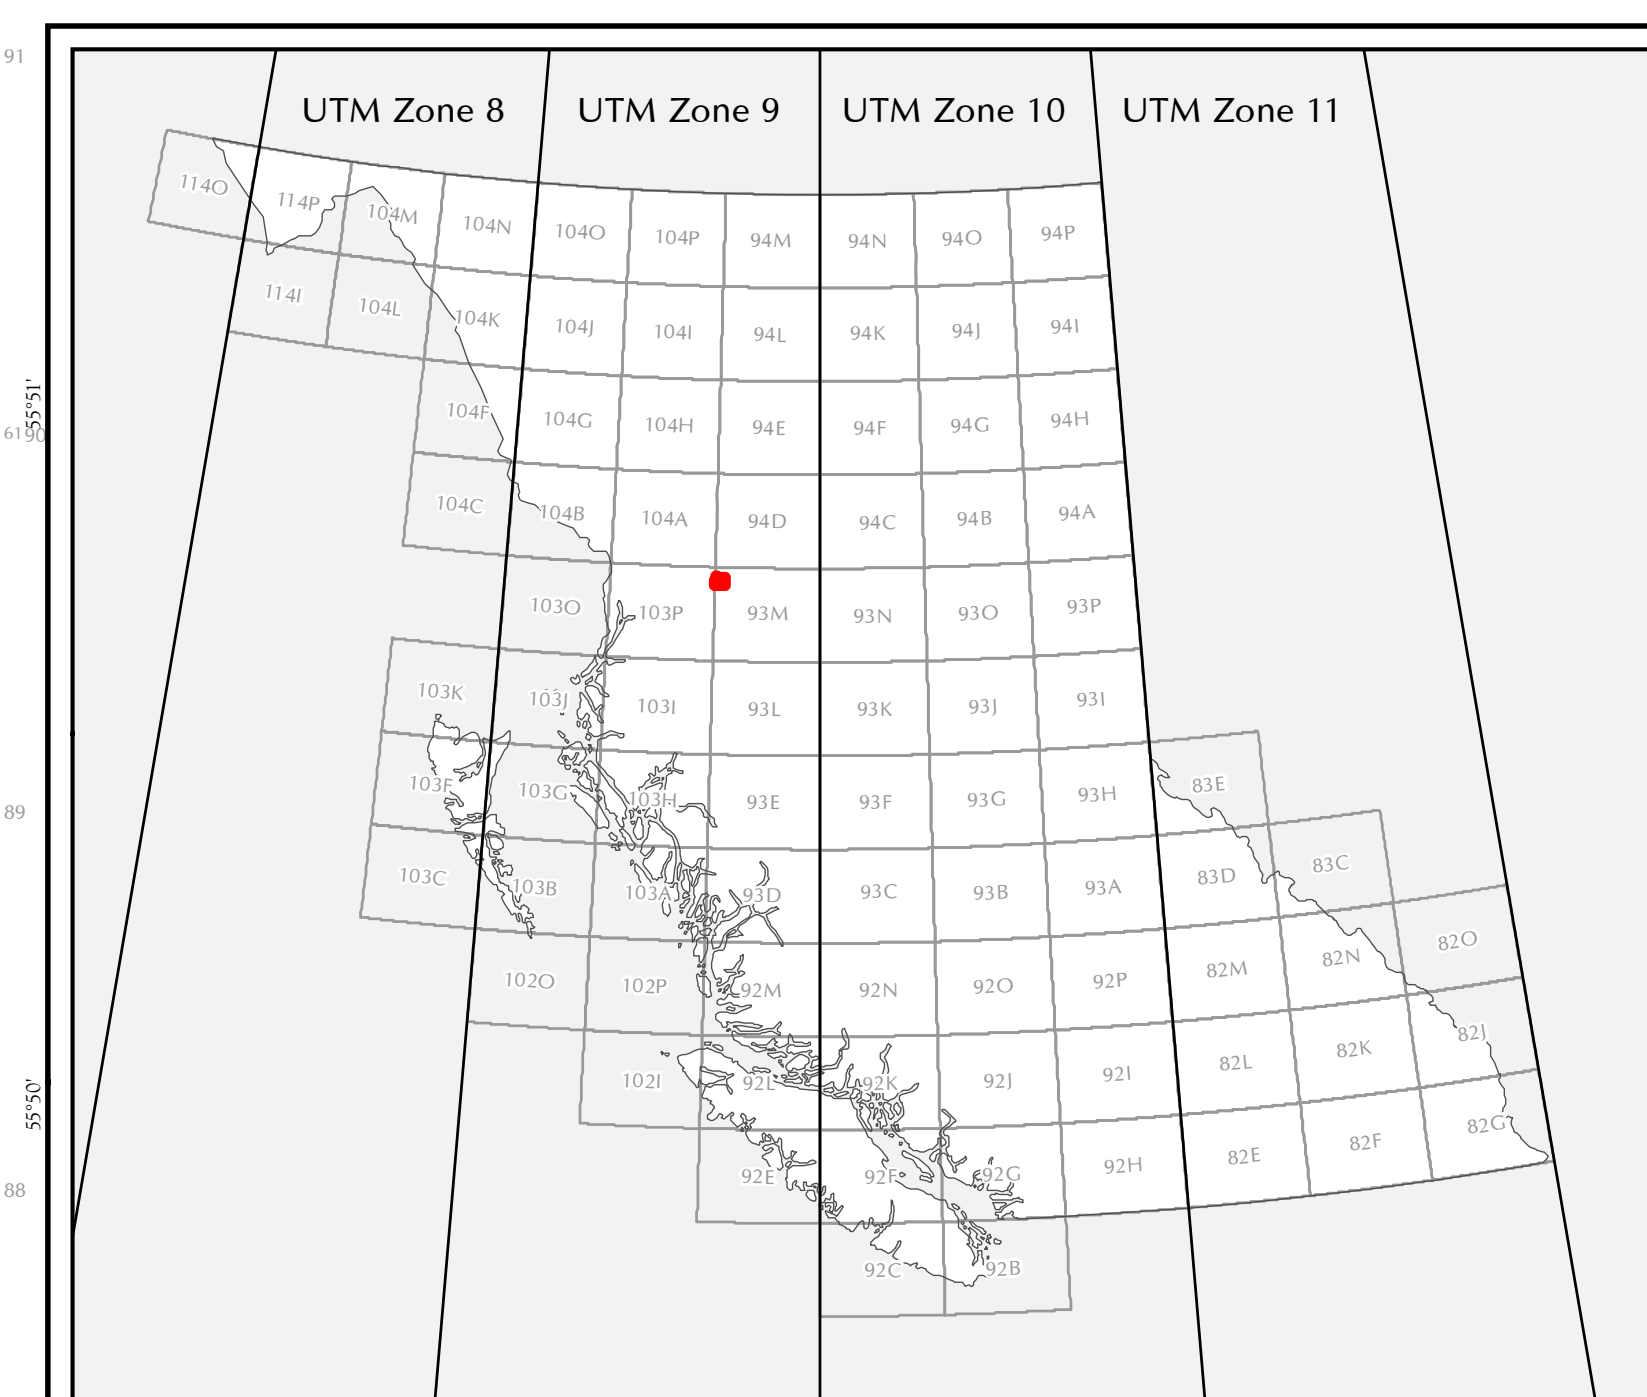 91
UTM Zone 8 UTM Zone 9 UTM Zone 10 UTM Zone 11
114O 114P 104M 104N 104O 104P 94M 94N 94O 94P
114I 104L 104K 104J 104I 94L 94K 94J 94I
55°51'
6190
104F 104G 104H 94E 94F 94G 94H
104C 104B 104A 94D 94C 94B 94A
103O 103P 93M 93N 93O 93P
103K 103J 103I 93L 93K 93J 93I
89
103F 103G 103H 93E 93F 93G 93H 83E
103C 103B 103A 93D 93C 93B 93A 83D 83C
102O 102P 92M 92N 92O 92P 82M 82N 82O
55°50'
102I 92L 92K 92J 92I 82L 82K 82J
88
92E 92F 92G 92H 82E 82F 82G
92C 92B